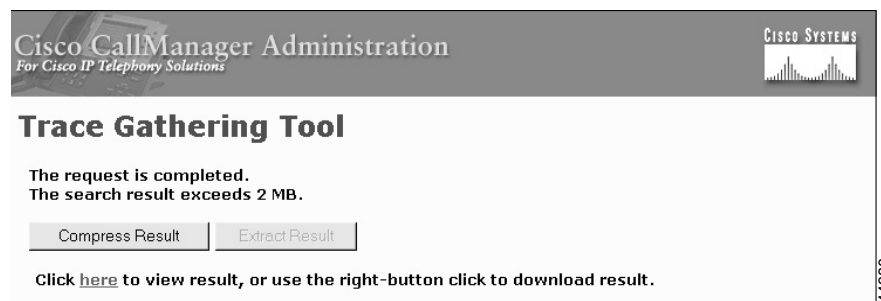 Cisco CallManager Administration
For Cisco IP Telephony Solutions
CISCO SYSTEMS
Trace Gathering Tool
The request is completed.
The search result exceeds 2 MB.
Compress Result
Extract Result
Click here to view result, or use the right-button click to download result.